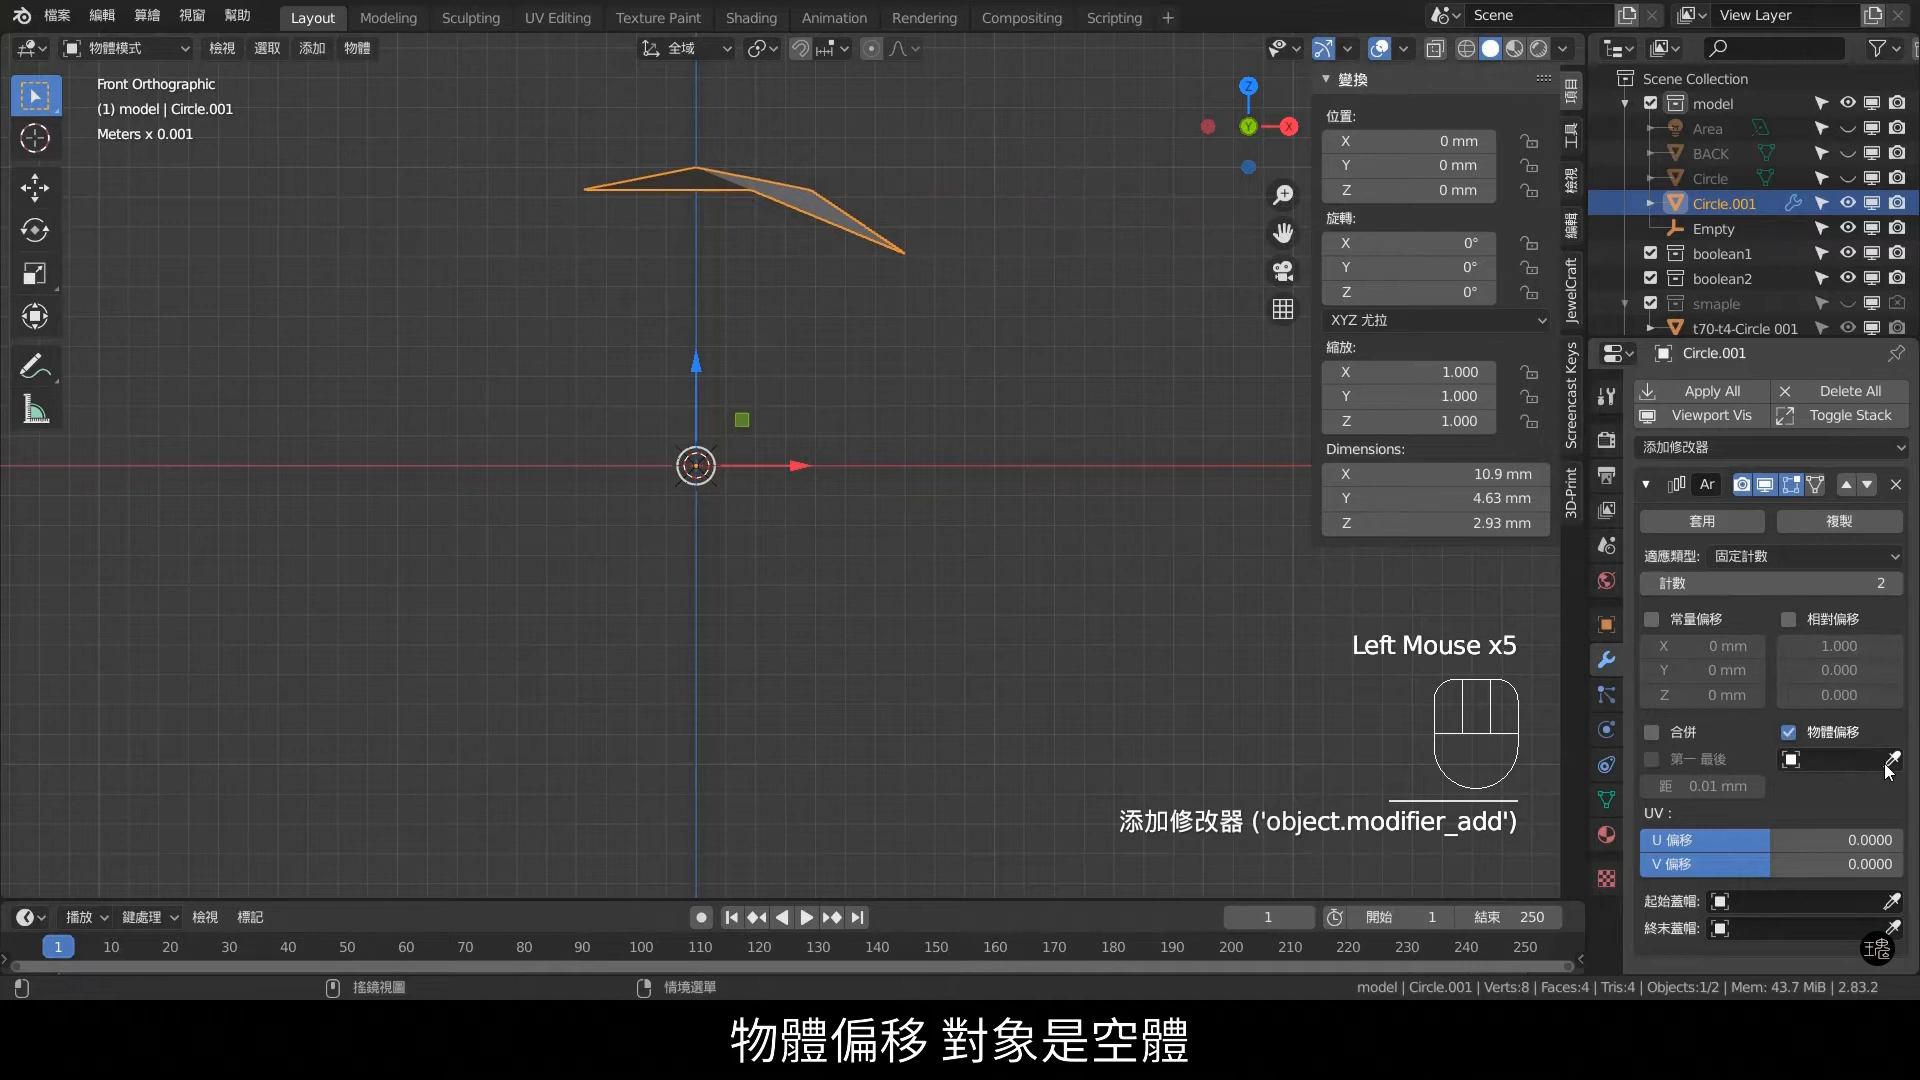 檔案 編輯 算繪 視窗 幫助 Layout Modeling Sculpting UV Editing Texture Paint Shading Animation Rendering Compositing Scripting + Scene View Layer
物體模式 檢視 選取 添加 物體 全域
Front Orthographic
(1) model | Circle.001
Meters x 0.001
Z
Y
X
變換
位置:
X 0 mm
Y 0 mm
Z 0 mm
旋轉:
X 0°
Y 0°
Z 0°
XYZ 尤拉
縮放:
X 1.000
Y 1.000
Z 1.000
Dimensions:
X 10.9 mm
Y 4.63 mm
Z 2.93 mm
項目
工具
檢視
編輯
JewelCraft
Screencast Keys
3D-Print
Scene Collection
model
Area
BACK
Circle
Circle.001
Empty
boolean1
boolean2
smaple
t70-t4-Circle 001
Circle.001
Apply All Delete All
Viewport Vis Toggle Stack
添加修改器
Ar
套用 複製
適應類型: 固定計數
計數 2
常量偏移 相對偏移
X 0 mm 1.000
Y 0 mm 0.000
Z 0 mm 0.000
合併 物體偏移
第一 最後
距 0.01 mm
UV :
U 偏移 0.0000
V 偏移 0.0000
起始蓋帽:
終末蓋帽:
Left Mouse x5
添加修改器 ('object.modifier_add')
播放 鍵處理 檢視 標記 1 開始 1 結束 250
1 10 20 30 40 50 60 70 80 90 100 110 120 130 140 150 160 170 180 190 200 210 220 230 240 250
搖鏡視圖 情境選單 model | Circle.001 | Verts:8 | Faces:4 | Tris:4 | Objects:1/2 | Mem: 43.7 MiB | 2.83.2
物體偏移 對象是空體